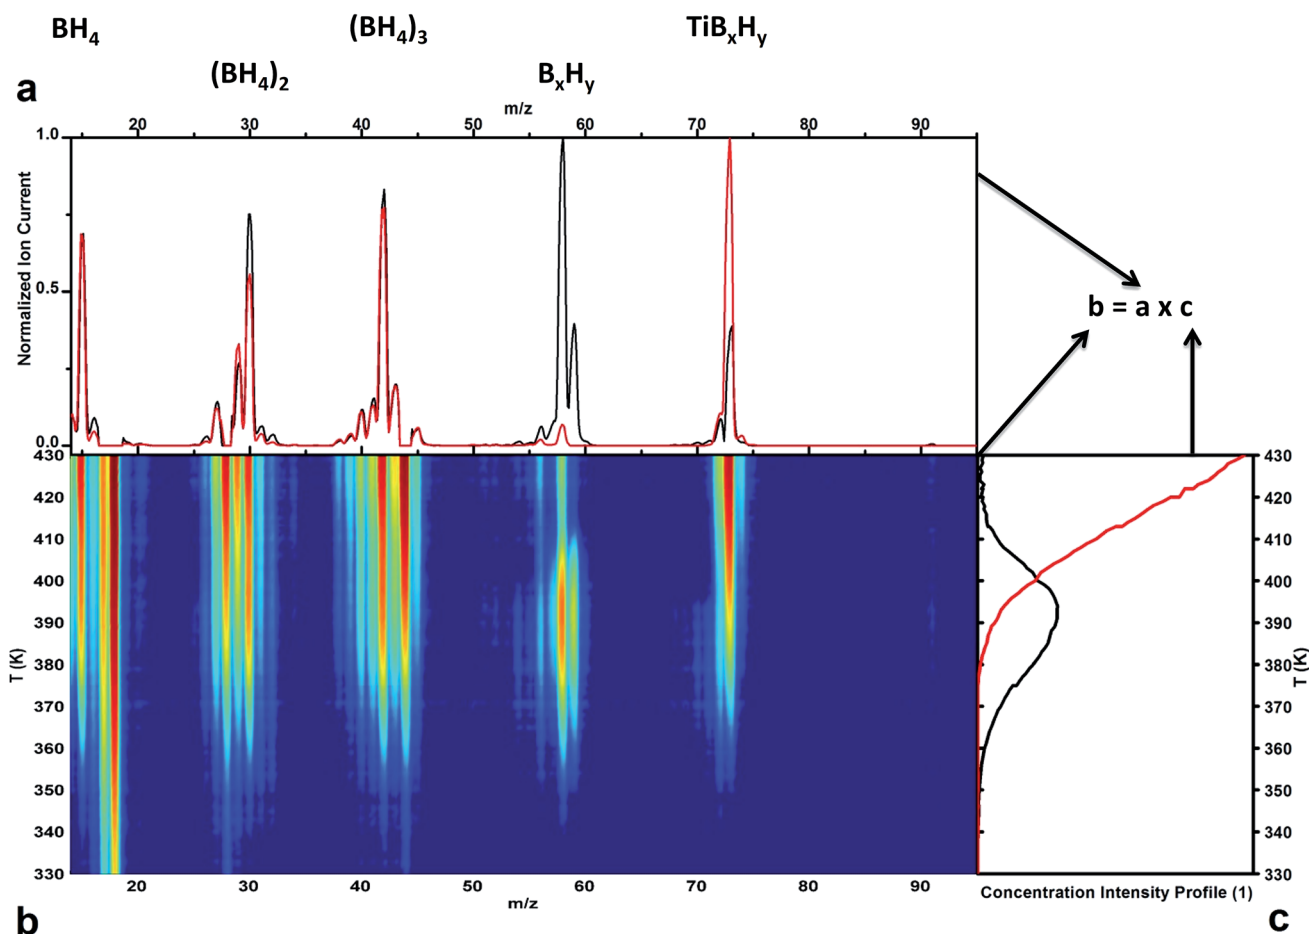 BH₄
(BH₄)₂
(BH₄)₃
BₓHᵧ
TiBₓHᵧ
a
m/z
20 30 40 50 60 70 80 90
Normalized Ion Current
1.0
0.5
0.0
b = a x c
430
420
410
400
390
380
370
360
350
340
330
T (K)
20 30 40 50 60 70 80 90
m/z
b
430
420
410
400
390
380
370
360
350
340
330
T (K)
Concentration Intensity Profile (1)
c